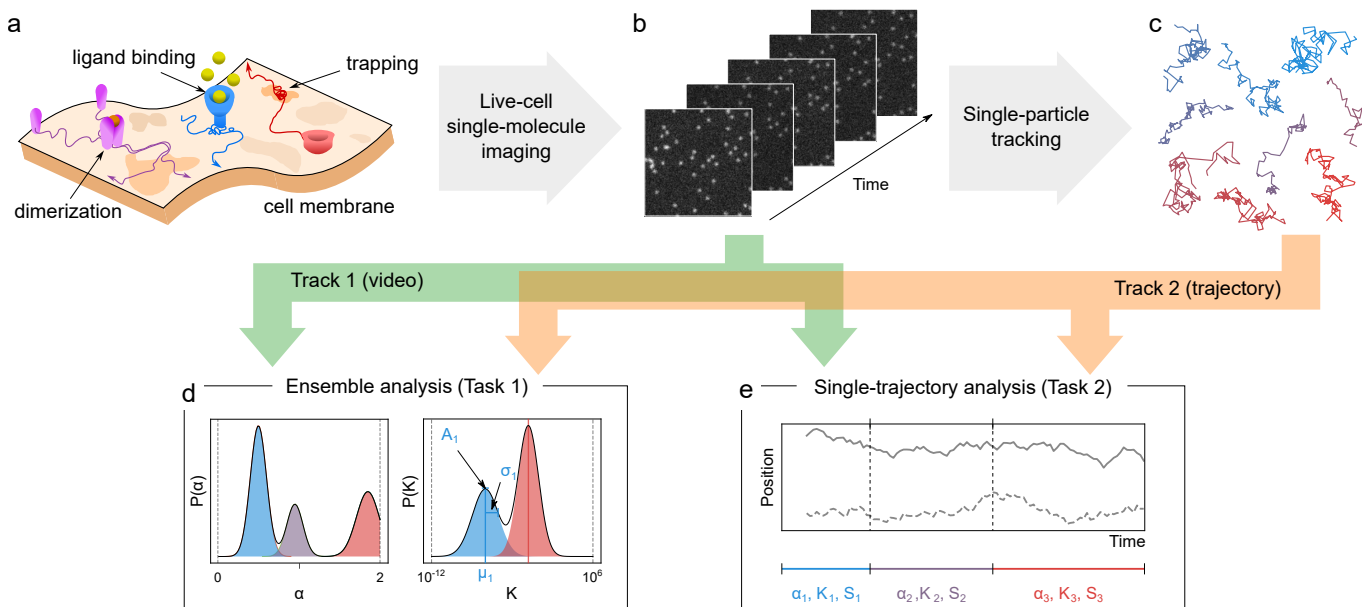 a
ligand binding
trapping
dimerization
cell membrane
Live-cell
single-molecule
imaging
b
Time
Single-particle
tracking
c
Track 1 (video)
Track 2 (trajectory)
d
Ensemble analysis (Task 1)
P(α)
0
2
α
P(K)
A₁
σ₁
μ₁
10⁻¹²
10⁶
K
e
Single-trajectory analysis (Task 2)
Position
Time
α₁, K₁, S₁
α₂,K₂, S₂
α₃, K₃, S₃